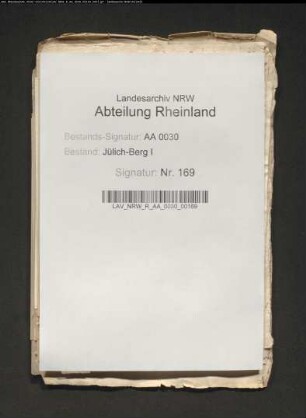 Landesarchiv NRW
Abteilung Rheinland
Bestands-Signatur: AA 0030
Bestand: Jülich-Berg I
Signatur: Nr. 169
LAV_NRW_R_AA_0030_00169